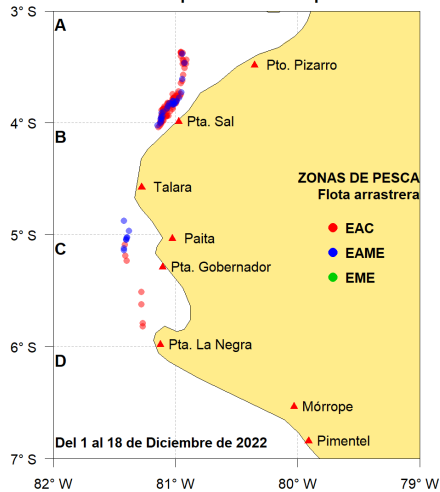 3° S
A
Pto. Pizarro
4° S
Pta. Sal
B
ZONAS DE PESCA
Flota arrastrera
Talara
EAC
5° S
Paita
EAME
C
Pta. Gobernador
EME
6° S
Pta. La Negra
D
Mórrope
Del 1 al 18 de Diciembre de 2022
Pimentel
7° S
82° W
81° W
80° W
79° W